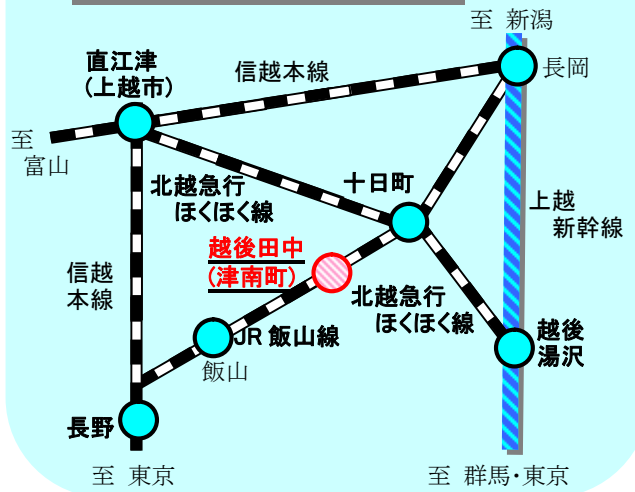 至 新潟
直江津
(上越市)
信越本線
長岡
至
富山
北越急行
ほくほく線
十日町
上越
新幹線
越後田中
(津南町)
信越
本線
北越急行
ほくほく線
JR 飯山線
越後
湯沢
飯山
長野
至 東京
至 群馬・東京